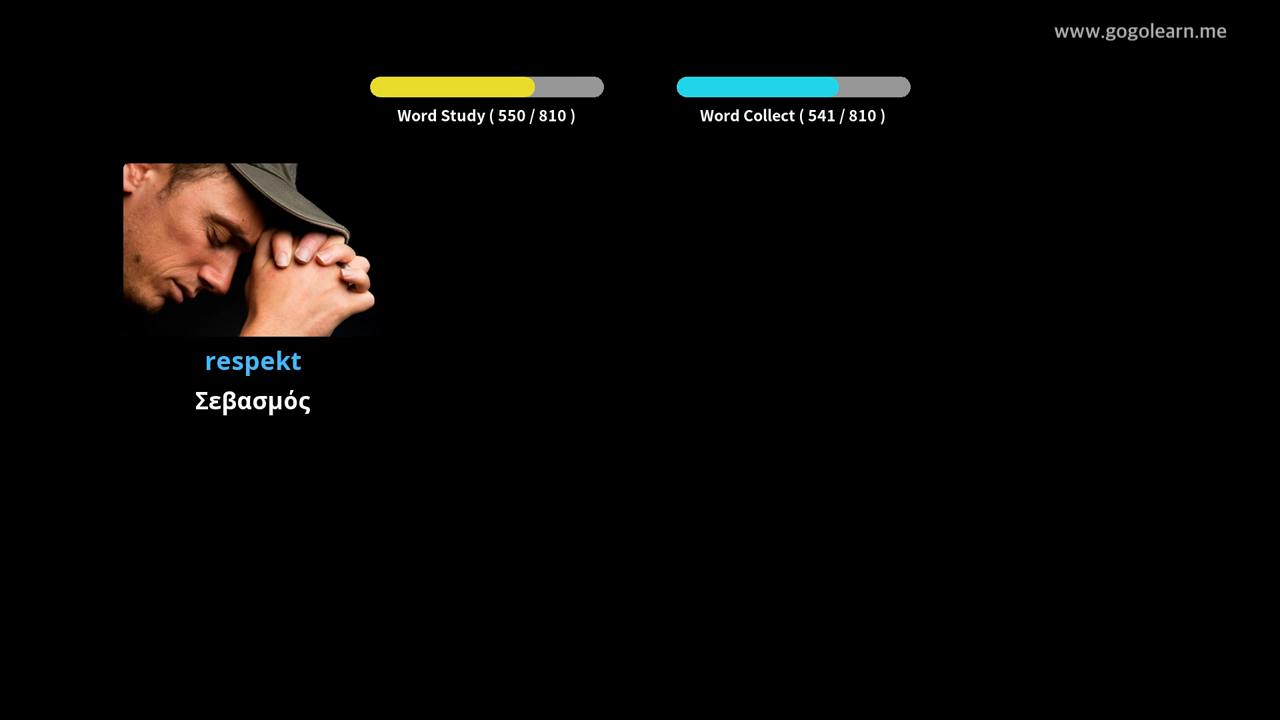 www.gogolearn.me
Word Study ( 550 / 810 )
Word Collect ( 541 / 810 )
respekt
Σεβασμός